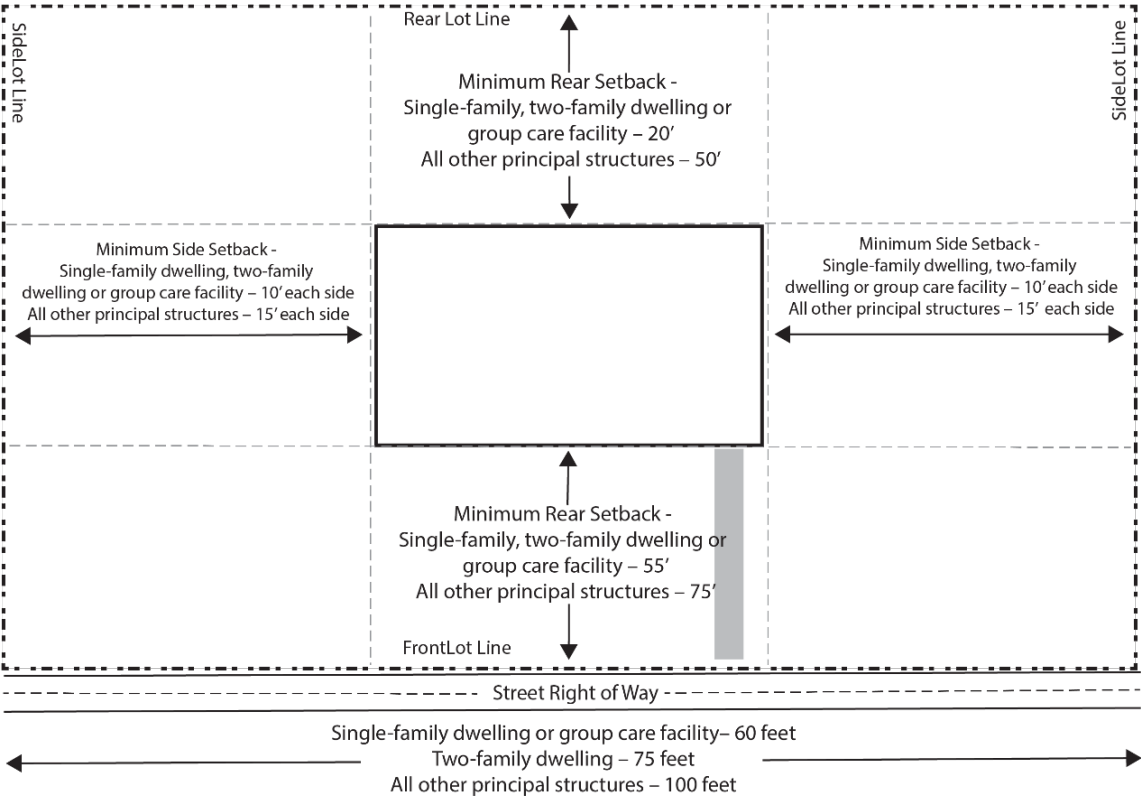 Rear Lot Line
SideLot Line
SideLot Line
Minimum Rear Setback -
Single-family, two-family dwelling or
group care facility – 20’
All other principal structures – 50’
Minimum Side Setback -
Single-family dwelling, two-family
dwelling or group care facility – 10’ each side
All other principal structures – 15’ each side
Minimum Side Setback -
Single-family dwelling, two-family
dwelling or group care facility – 10’ each side
All other principal structures – 15’ each side
Minimum Rear Setback -
Single-family, two-family dwelling or
group care facility – 55’
All other principal structures – 75’
FrontLot Line
Street Right of Way
Single-family dwelling or group care facility– 60 feet
Two-family dwelling – 75 feet
All other principal structures – 100 feet